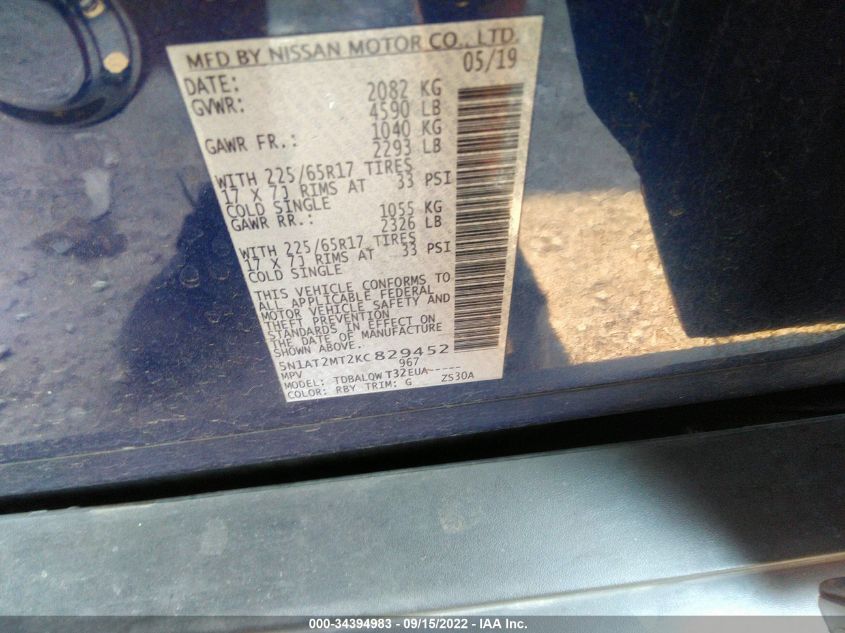 MFD BY NISSAN MOTOR CO., LTD.
DATE: 05/19
GVWR: 2082 KG
4590 LB
GAWR FR.: 1040 KG
2293 LB
WITH 225/65R17 TIRES
17 X 7J RIMS AT 33 PSI
COLD SINGLE
GAWR RR.: 1055 KG
2326 LB
WITH 225/65R17 TIRES
17 X 7J RIMS AT 33 PSI
COLD SINGLE
THIS VEHICLE CONFORMS TO
ALL APPLICABLE FEDERAL
MOTOR VEHICLE SAFETY AND
THEFT PREVENTION
STANDARDS IN EFFECT ON
THE DATE OF MANUFACTURE
SHOWN ABOVE.
5N1AT2MT2KC829452
MPV 967
MODEL: TDBALQW T32EUA-----
COLOR: RBY TRIM: G ZS30A
000-34394983 - 09/15/2022 - IAA Inc.